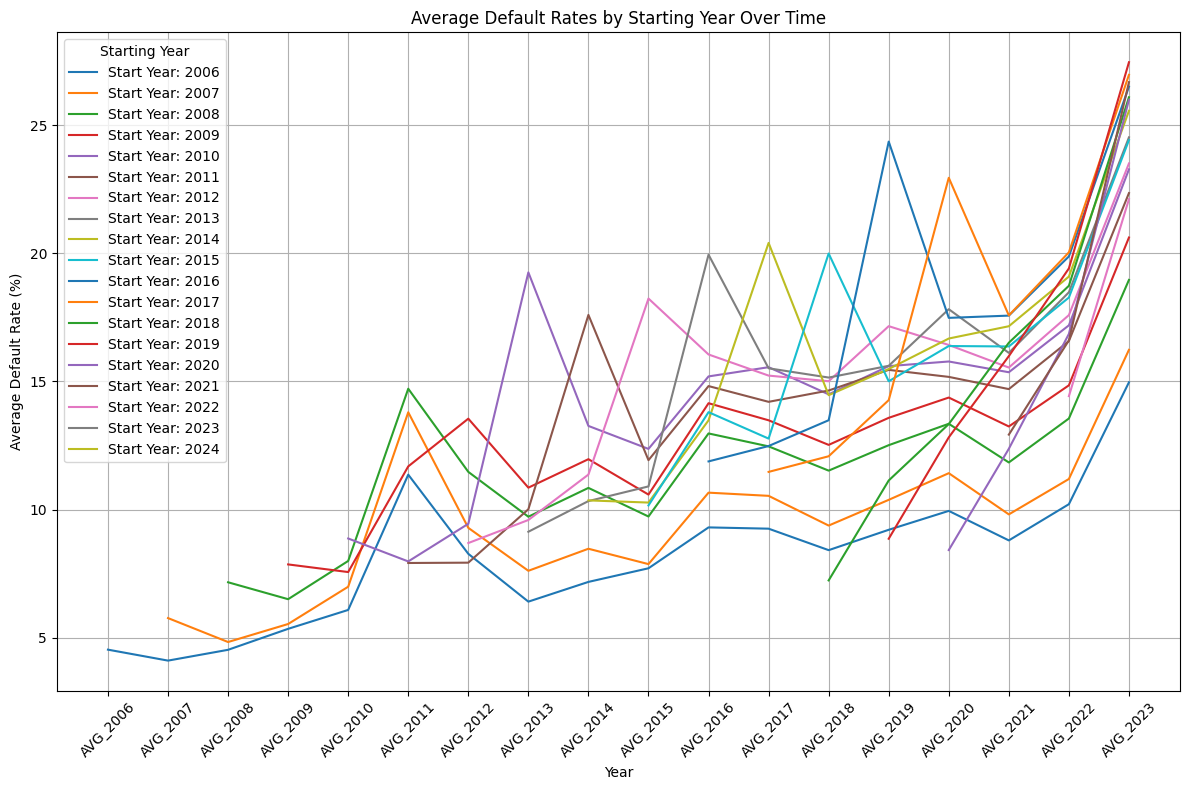 Average Default Rates by Starting Year Over Time
Starting Year
Start Year: 2006
Start Year: 2007
Start Year: 2008
Start Year: 2009
Start Year: 2010
Start Year: 2011
Start Year: 2012
Start Year: 2013
Start Year: 2014
Start Year: 2015
Start Year: 2016
Start Year: 2017
Start Year: 2018
Start Year: 2019
Start Year: 2020
Start Year: 2021
Start Year: 2022
Start Year: 2023
Start Year: 2024
Average Default Rate (%)
25
20
15
10
5
AVG_2006
AVG_2007
AVG_2008
AVG_2009
AVG_2010
AVG_2011
AVG_2012
AVG_2013
AVG_2014
AVG_2015
AVG_2016
AVG_2017
AVG_2018
AVG_2019
AVG_2020
AVG_2021
AVG_2022
AVG_2023
Year